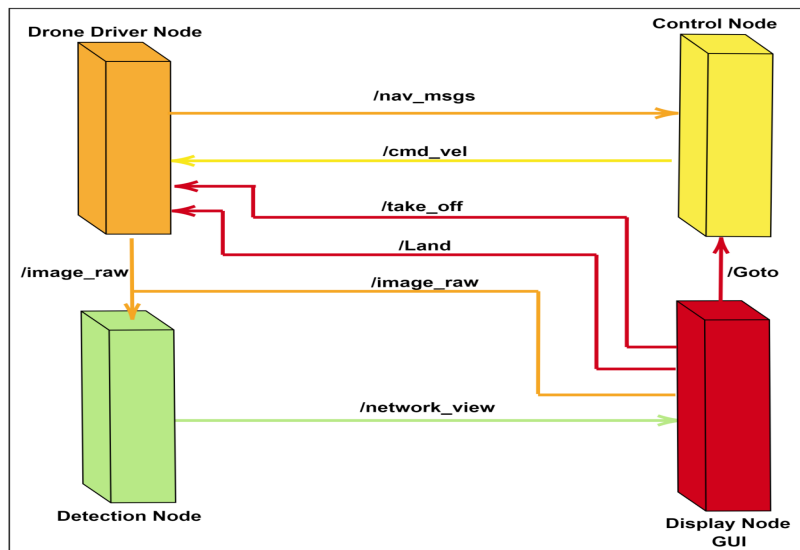 Drone Driver Node
Control Node
/nav_msgs
/cmd_vel
/take_off
/Land
/image_raw
/image_raw
/Goto
/network_view
Detection Node
Display Node
GUI